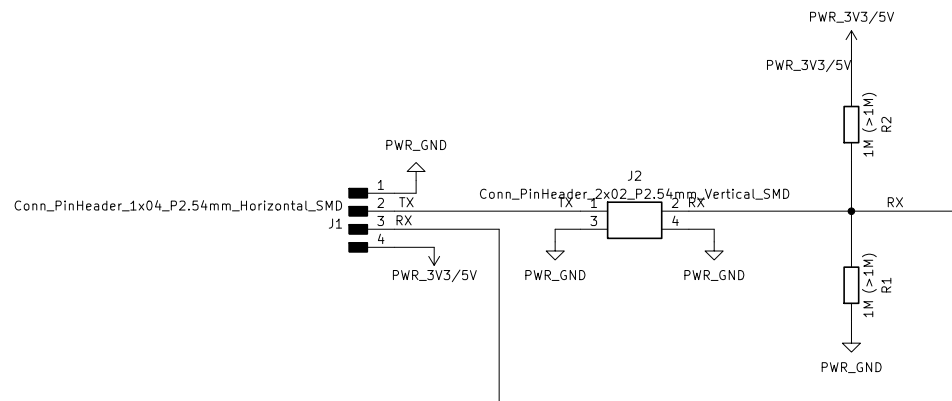 PWR_3V3/5V
PWR_3V3/5V
1M (>1M)
R2
PWR_GND
J2
Conn_PinHeader_2x02_P2.54mm_Vertical_SMD
1
Conn_PinHeader_1x04_P2.54mm_Horizontal_SMD
2 TX
TX 1
2 RX
RX
J1
3 RX
3
4
4
PWR_3V3/5V
PWR_GND
PWR_GND
1M (>1M)
R1
PWR_GND